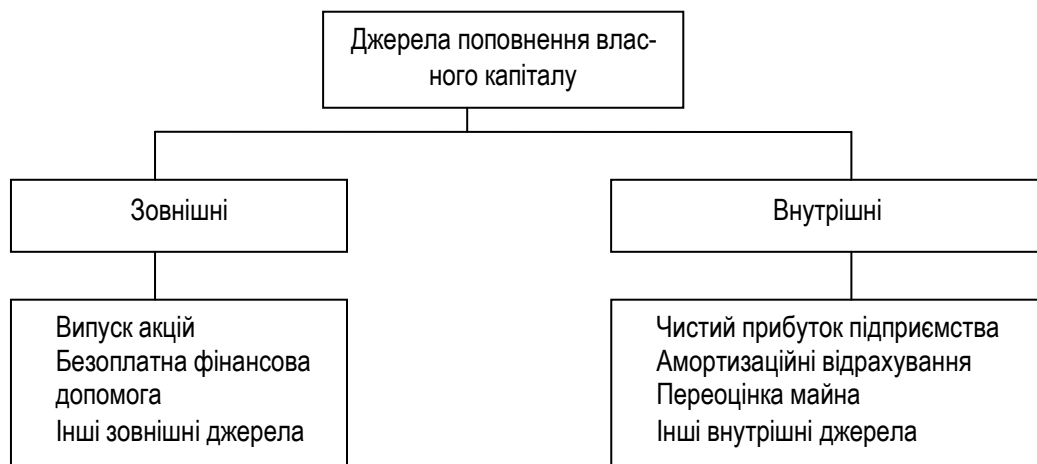 Джерела поповнення влас-
ного капіталу
Зовнішні
Внутрішні
Випуск акцій
Безоплатна фінансова
допомога
Інші зовнішні джерела
Чистий прибуток підприємства
Амортизаційні відрахування
Переоцінка майна
Інші внутрішні джерела